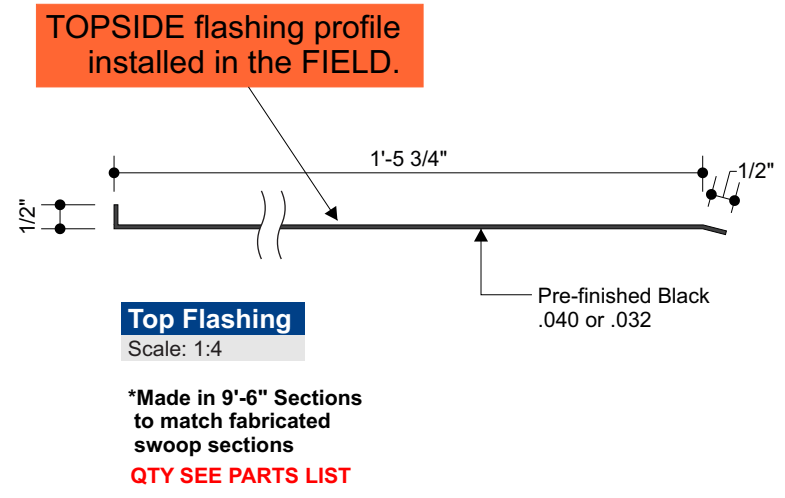 TOPSIDE flashing profile
installed in the FIELD.
1'-5 3/4"
1/2"
1/2"
Pre-finished Black
.040 or .032
Top Flashing
Scale: 1:4
*Made in 9'-6" Sections
to match fabricated
swoop sections
QTY SEE PARTS LIST